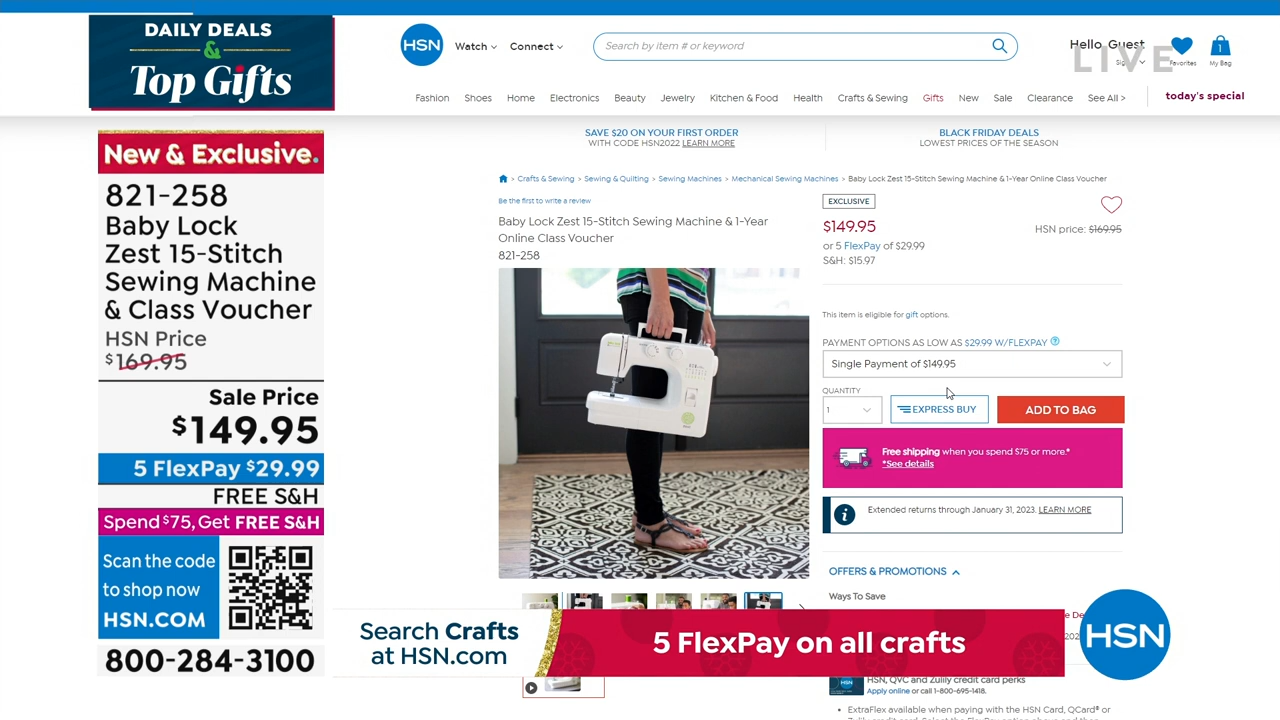 DAILY DEALS
&
Top Gifts
New & Exclusive.
821-258
Baby Lock
Zest 15-Stitch
Sewing Machine
& Class Voucher
HSN Price
$169.95
Sale Price
$149.95
5 FlexPay $29.99
FREE S&H
Spend $75, Get FREE S&H
Scan the code
to shop now
HSN.COM
800-284-3100
HSN
Watch
Connect
Search by item # or keyword
Hello, Guest
LIVE
Favorites
1
My Bag
Fashion Shoes Home Electronics Beauty Jewelry Kitchen & Food Health Crafts & Sewing Gifts New Sale Clearance See All >
today's special
SAVE $20 ON YOUR FIRST ORDER
WITH CODE HSN2022 LEARN MORE
BLACK FRIDAY DEALS
LOWEST PRICES OF THE SEASON
> Crafts & Sewing > Sewing & Quilting > Sewing Machines > Mechanical Sewing Machines > Baby Lock Zest 15-Stitch Sewing Machine & 1-Year Online Class Voucher
Be the first to write a review
Baby Lock Zest 15-Stitch Sewing Machine & 1-Year
Online Class Voucher
821-258
EXCLUSIVE
$149.95
HSN price: $169.95
or 5 FlexPay of $29.99
S&H: $15.97
This item is eligible for gift options.
PAYMENT OPTIONS AS LOW AS $29.99 W/FLEXPAY
Single Payment of $149.95
QUANTITY
1
EXPRESS BUY
ADD TO BAG
Free shipping when you spend $75 or more.*
*See details
Extended returns through January 31, 2023. LEARN MORE
OFFERS & PROMOTIONS
Ways To Save
Search Crafts
at HSN.com
5 FlexPay on all crafts
HSN
HSN, QVC and Zulily credit card perks
Apply online or call 1-800-695-1418.
• ExtraFlex available when paying with the HSN Card, QCard® or